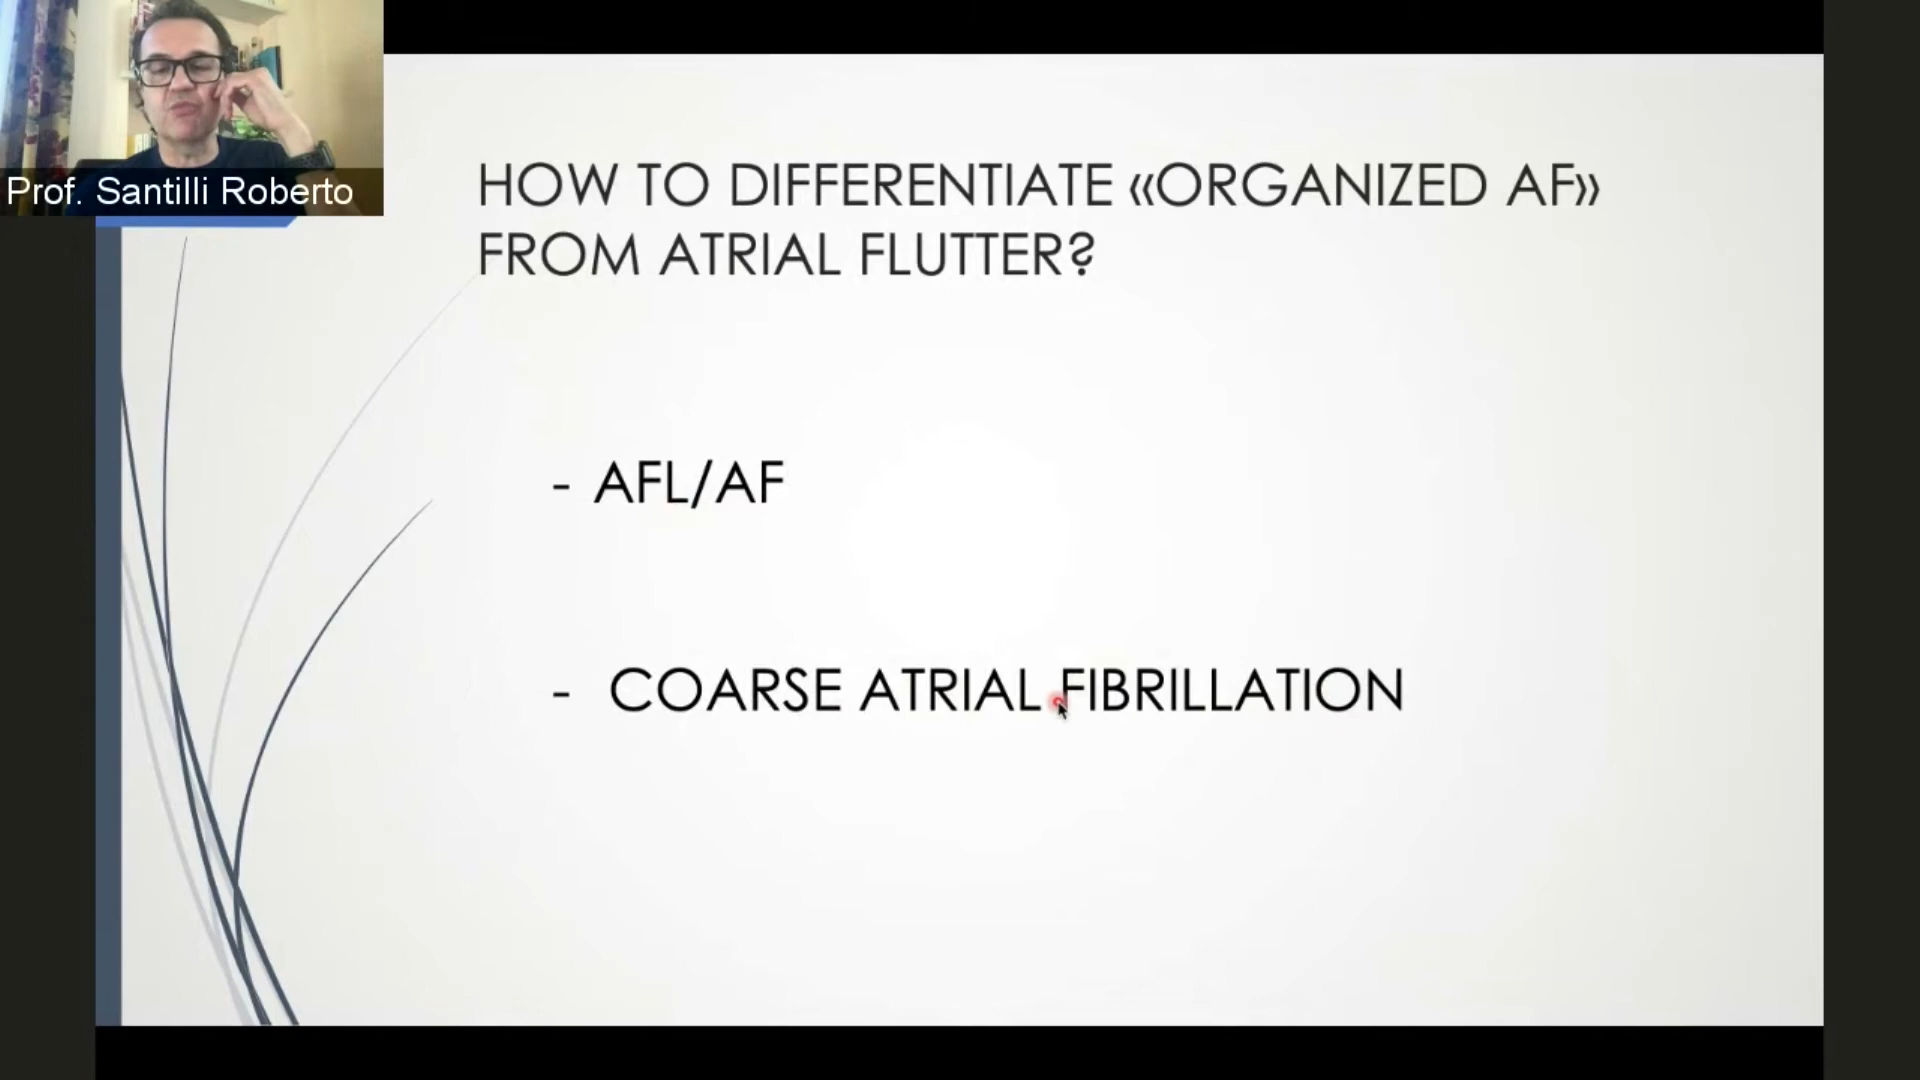 Prof. Santilli Roberto
HOW TO DIFFERENTIATE «ORGANIZED AF»
FROM ATRIAL FLUTTER?
- AFL/AF
- COARSE ATRIAL FIBRILLATION